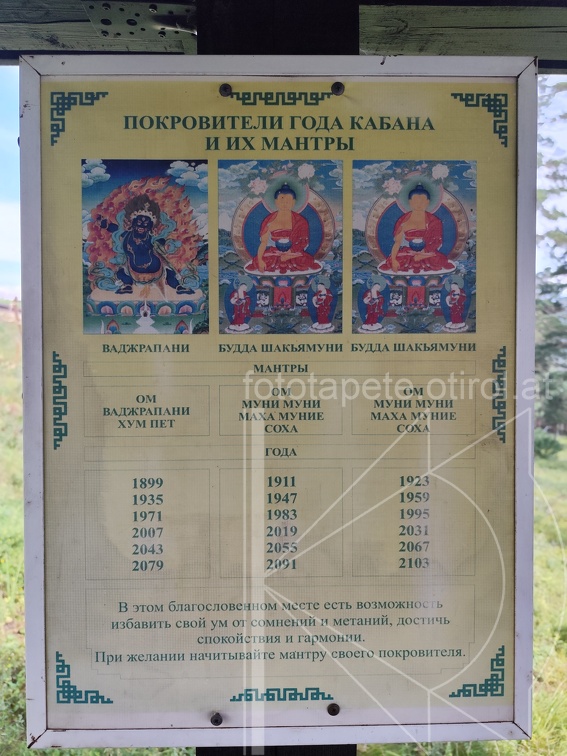 ПОКРОВИТЕЛИ ГОДА КАБАНА
И ИХ МАНТРЫ
ВАДЖРАПАНИ БУДДА ШАКЬЯМУНИ БУДДА ШАКЬЯМУНИ
МАНТРЫ
fototapete.otirol.at
ОМ
ВАДЖРАПАНИ
ХУМ ПЕТ
ОМ
МУНИ МУНИ
МАХА МУНИЕ
СОХА
ОМ
МУНИ МУНИ
МАХА МУНИЕ
СОХА
ГОДА
1899 1911 1923
1935 1947 1959
1971 1983 1995
2007 2019 2031
2043 2055 2067
2079 2091 2103
В этом благословенном месте есть возможность
избавить свой ум от сомнений и метаний, достичь
спокойствия и гармонии.
При желании начитывайте мантру своего покровителя.